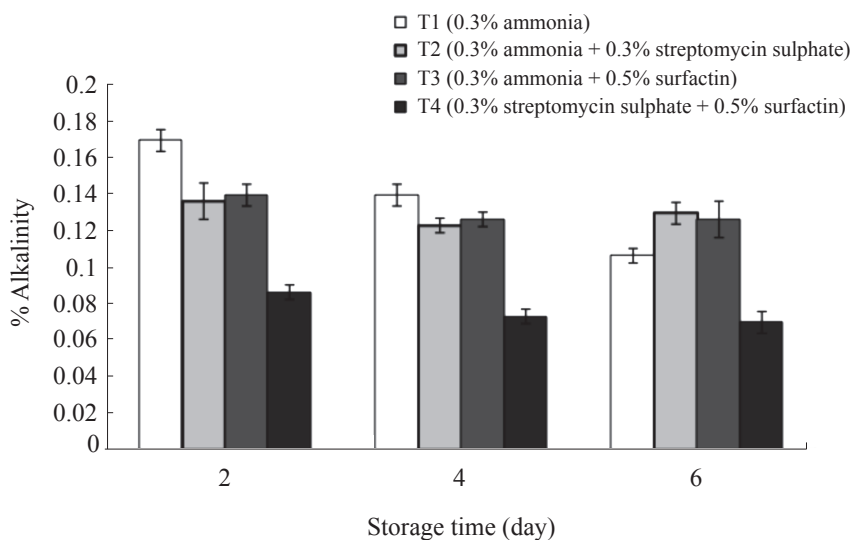 T1 (0.3% ammonia)
T2 (0.3% ammonia + 0.3% streptomycin sulphate)
T3 (0.3% ammonia + 0.5% surfactin)
T4 (0.3% streptomycin sulphate + 0.5% surfactin)
% Alkalinity
0.2
0.18
0.16
0.14
0.12
0.1
0.08
0.06
0.04
0.02
0
2 4 6
Storage time (day)